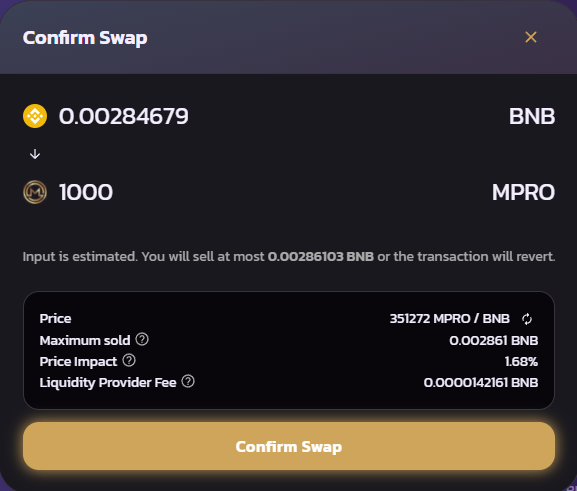 Confirm Swap
0.00284679 BNB
1000 MPRO
Input is estimated. You will sell at most 0.00286103 BNB or the transaction will revert.
Price 351272 MPRO / BNB
Maximum sold 0.002861 BNB
Price Impact 1.68%
Liquidity Provider Fee 0.0000142161 BNB
Confirm Swap